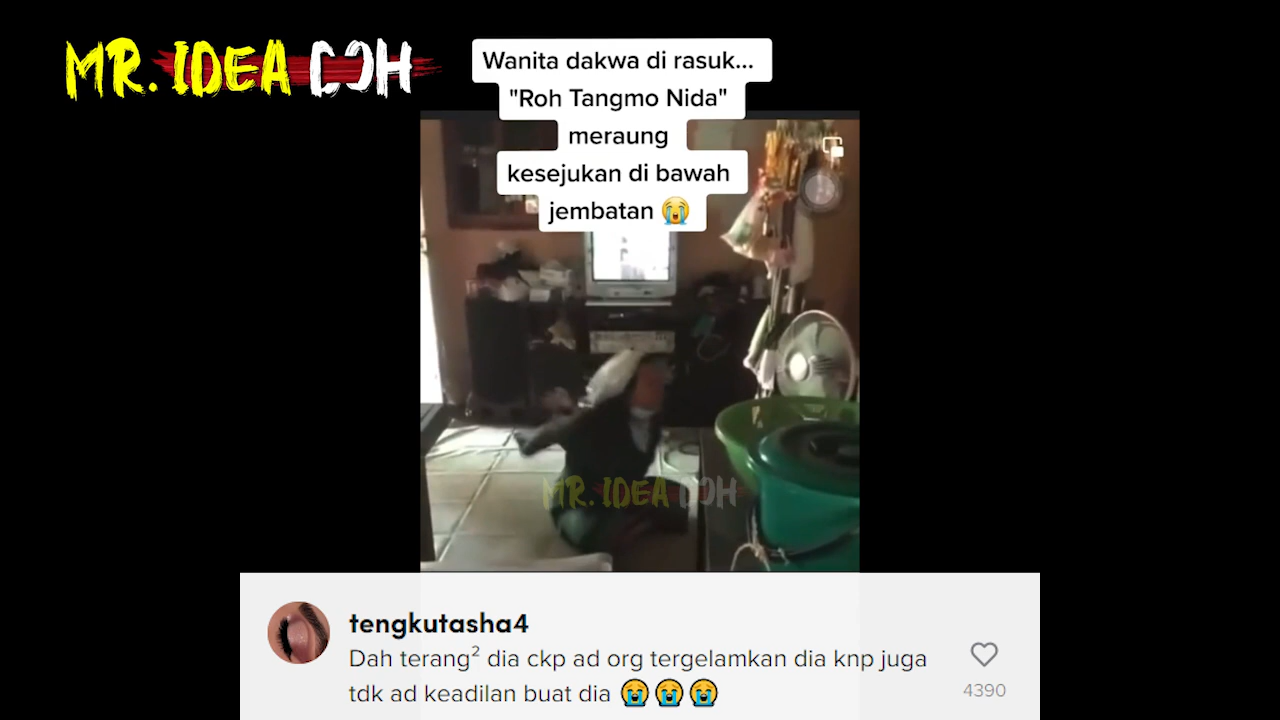 MR. IDEA DOH
Wanita dakwa di rasuk...
"Roh Tangmo Nida"
meraung
kesejukan di bawah
jembatan 😭
MR. IDEA DOH
tengkutasha4
Dah terang² dia ckp ad org tergelamkan dia knp juga
tdk ad keadilan buat dia 😭😭😭
4390